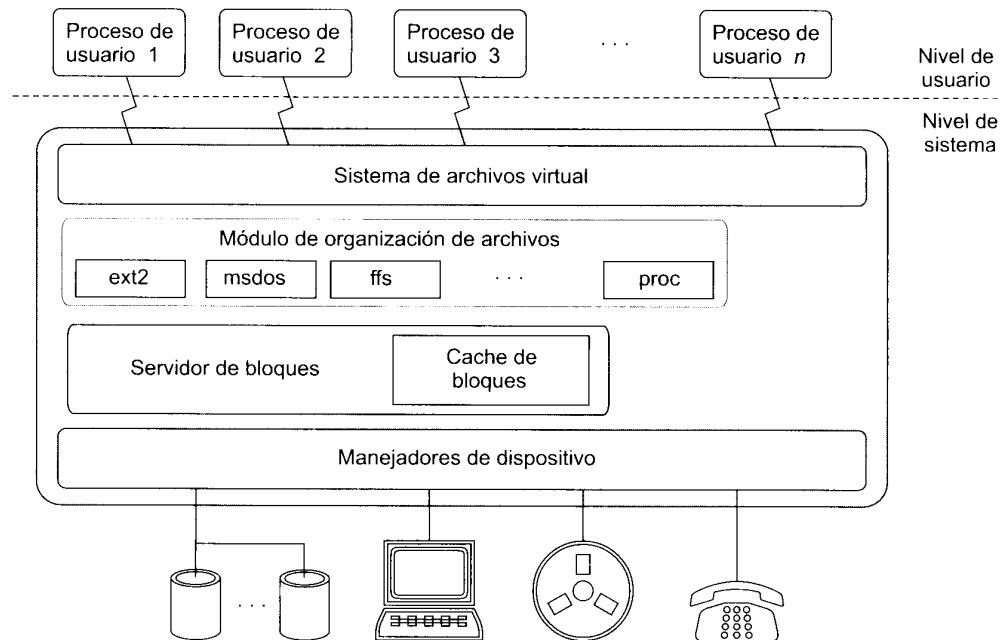 Proceso de
usuario 1
Proceso de
usuario 2
Proceso de
usuario 3
. . .
Proceso de
usuario n
Nivel de
usuario
Nivel de
sistema
Sistema de archivos virtual
Módulo de organización de archivos
ext2
msdos
ffs
. . .
proc
Servidor de bloques
Cache de
bloques
Manejadores de dispositivo
. . .